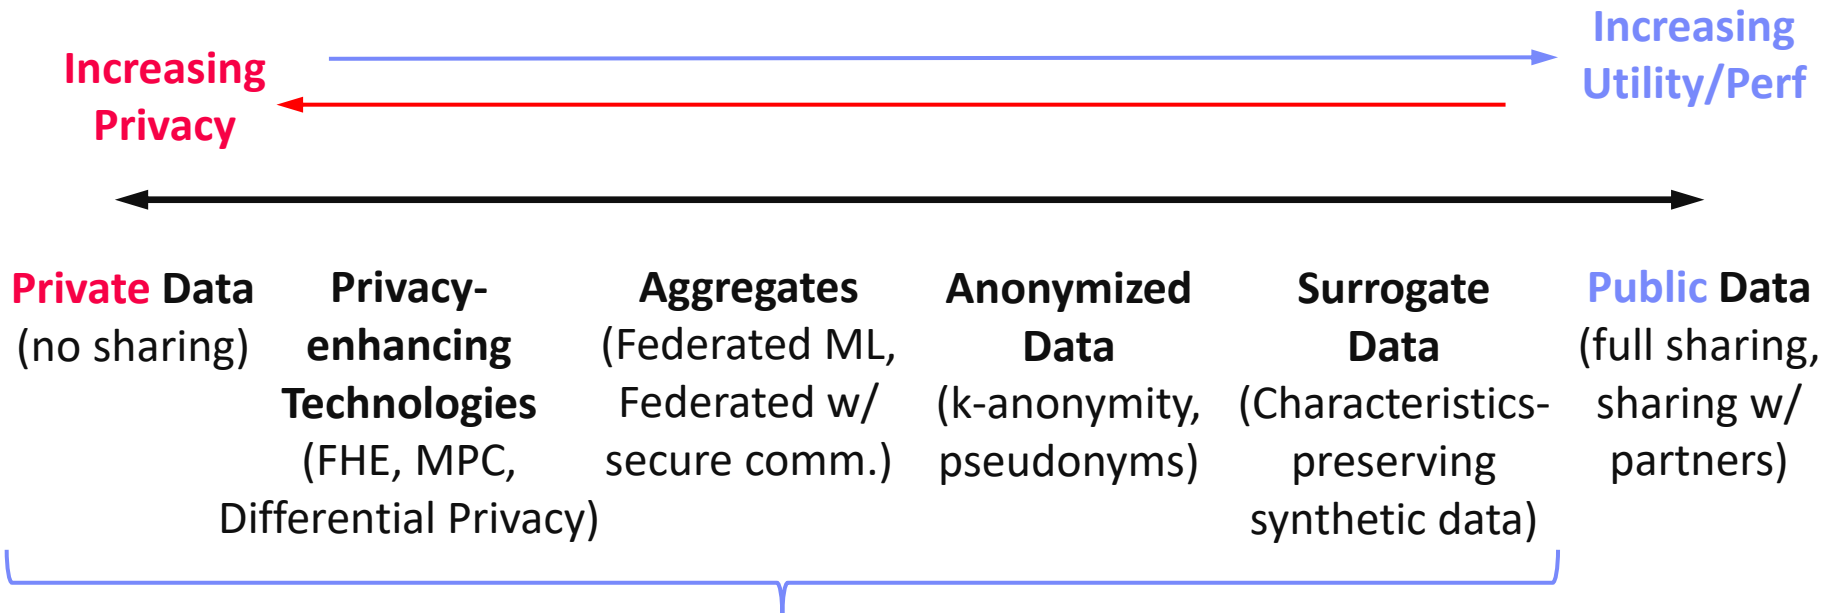 Increasing
Privacy
Increasing
Utility/Perf
Private Data
(no sharing)
Privacy-
enhancing
Technologies
(FHE, MPC,
Differential Privacy)
Aggregates
(Federated ML,
Federated w/
secure comm.)
Anonymized
Data
(k-anonymity,
pseudonyms)
Surrogate
Data
(Characteristics-
preserving
synthetic data)
Public Data
(full sharing,
sharing w/
partners)